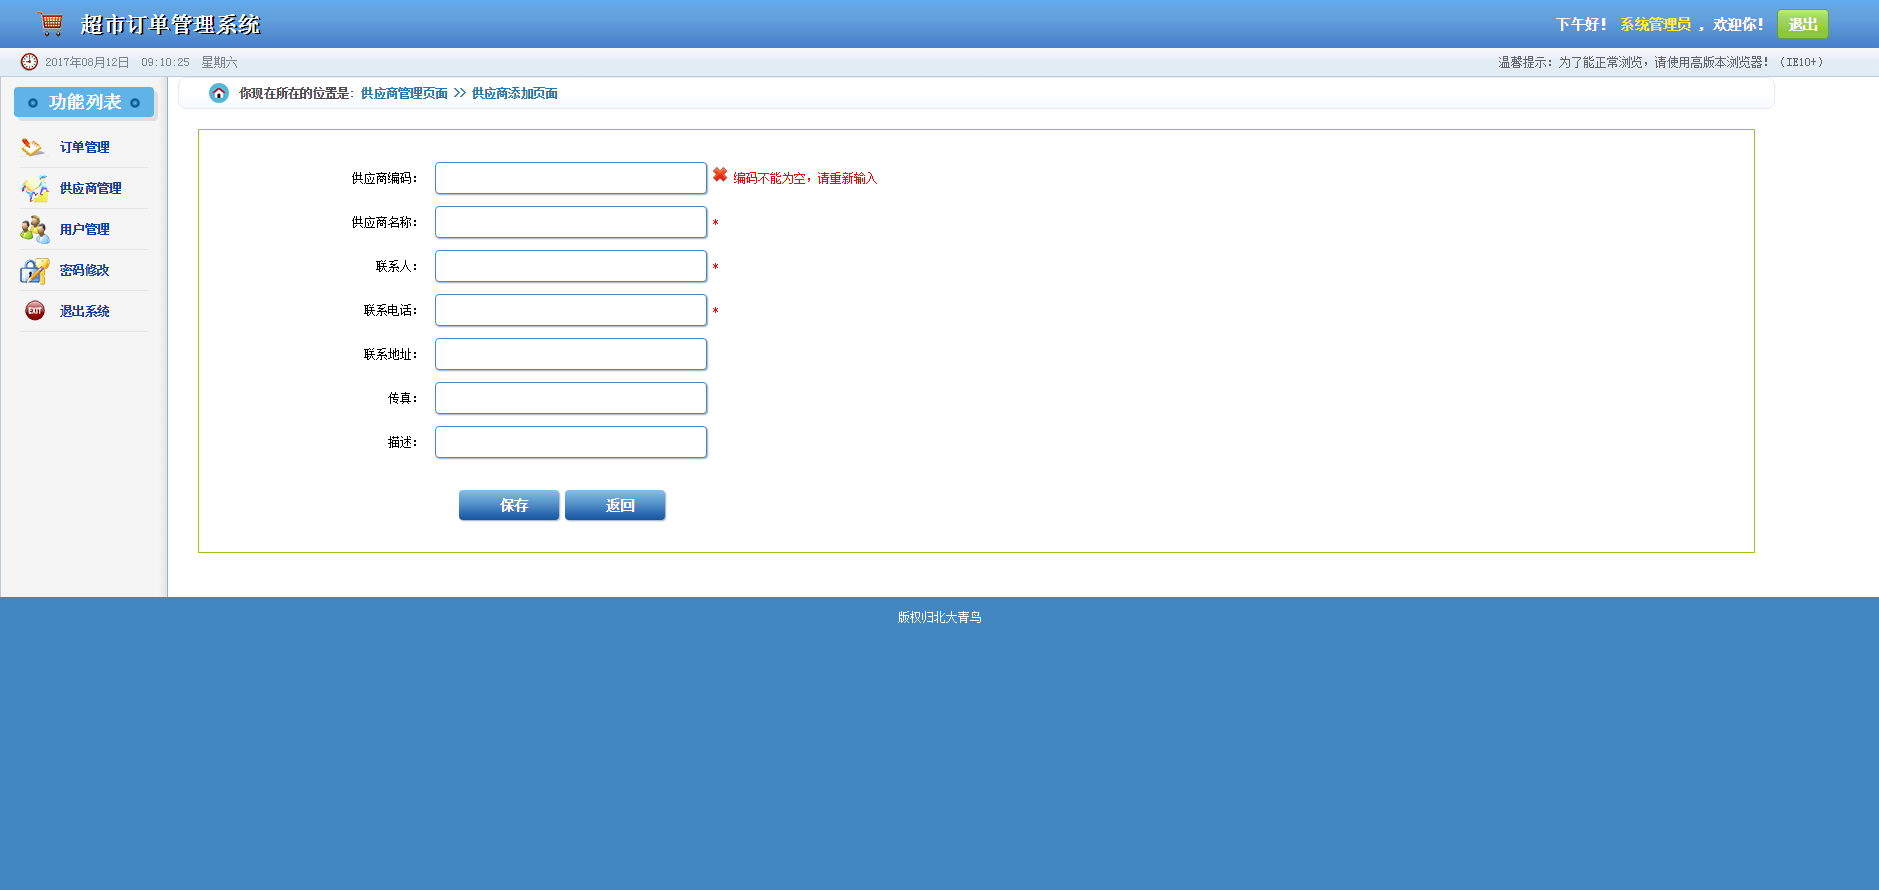 超市订单管理系统
下午好！ 系统管理员 ，欢迎你！ 退出
2017年08月12日 09:10:25 星期六
温馨提示：为了能正常浏览，请使用高版本浏览器！（IE10+）
功能列表
订单管理
供应商管理
用户管理
密码修改
EXIT 退出系统
你现在所在的位置是: 供应商管理页面 >> 供应商添加页面
供应商编码： 编码不能为空，请重新输入
供应商名称： *
联系人： *
联系电话： *
联系地址：
传真：
描述：
保存 返回
版权归北大青鸟